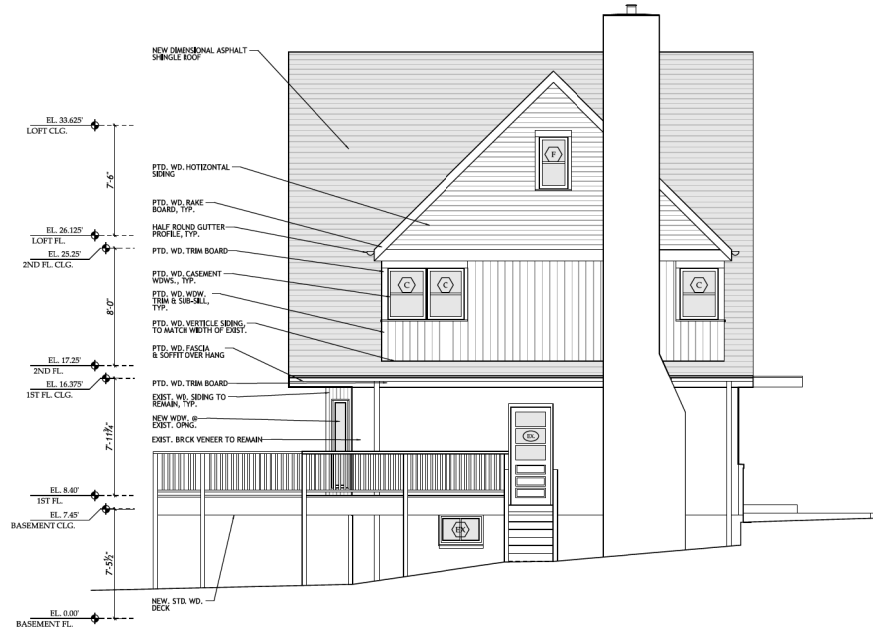 NEW DIMENSIONAL ASPHALT
SHINGLE ROOF
EL. 33.625'
LOFT CLG.
7'-6"
F
PTD. WD. HOTIZONTAL
SIDING
PTD. WD. RAKE
BOARD, TYP.
HALF ROUND GUTTER
PROFILE, TYP.
EL. 26.125'
LOFT FL.
EL. 25.25'
2ND FL. CLG.
PTD. WD. TRIM BOARD
PTD. WD. CASEMENT
WDWS., TYP.
C
C
C
8'-0"
PTD. WD. WDW.
TRIM & SUB-SILL,
TYP.
PTD. WD. VERTICLE SIDING,
TO MATCH WIDTH OF EXIST.
PTD. WD. FASCIA
& SOFFIT OVER HANG
EL. 17.25'
2ND FL.
EL. 16.375'
1ST FL. CLG.
PTD. WD. TRIM BOARD
EXIST. WD. SIDING TO
REMAIN, TYP.
NEW WDW. @
EXIST. OPNG.
EXIST. BRCK VENEER TO REMAIN
7'-11¾"
EX.
EL. 8.40'
1ST FL.
EL. 7.45'
BASEMENT CLG.
EX
7'-5½"
NEW. STD. WD.
DECK
EL. 0.00'
BASEMENT FL.